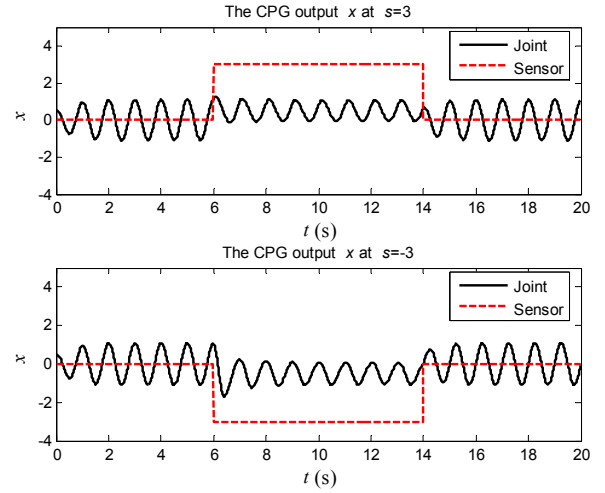 The CPG output x at s=3
4
2
0
-2
-4
x
Joint
Sensor
0 2 4 6 8 10 12 14 16 18 20
t (s)
The CPG output x at s=-3
4
2
0
-2
-4
x
Joint
Sensor
0 2 4 6 8 10 12 14 16 18 20
t (s)